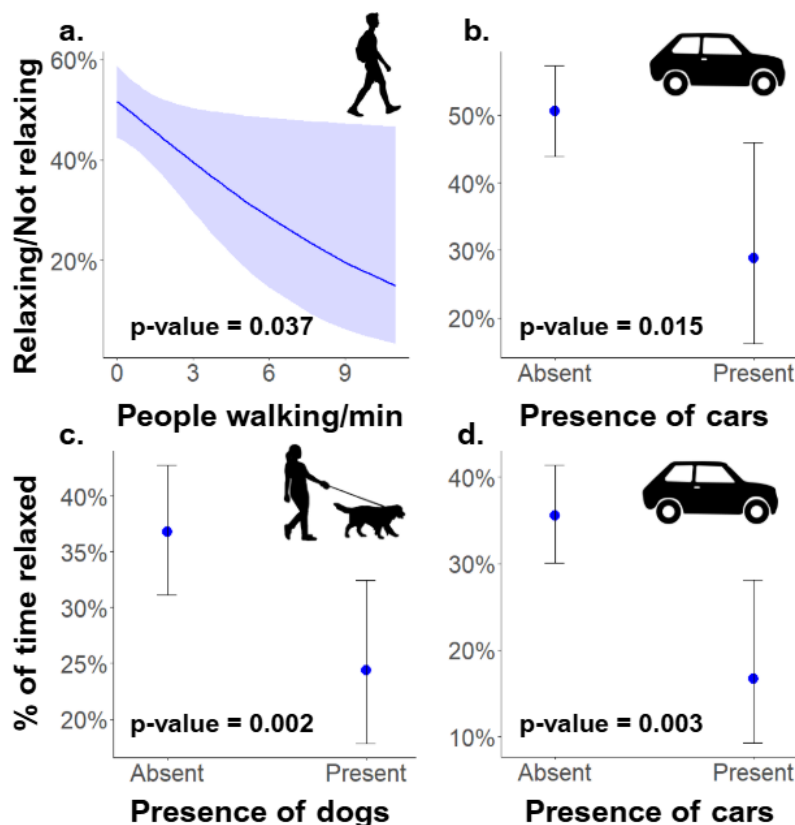 a.
Relaxing/Not relaxing
60%
40%
20%
p-value = 0.037
0 3 6 9
People walking/min
b.
50%
40%
30%
20%
p-value = 0.015
Absent Present
Presence of cars
c.
% of time relaxed
40%
35%
30%
25%
20%
p-value = 0.002
Absent Present
Presence of dogs
d.
40%
30%
20%
10%
p-value = 0.003
Absent Present
Presence of cars